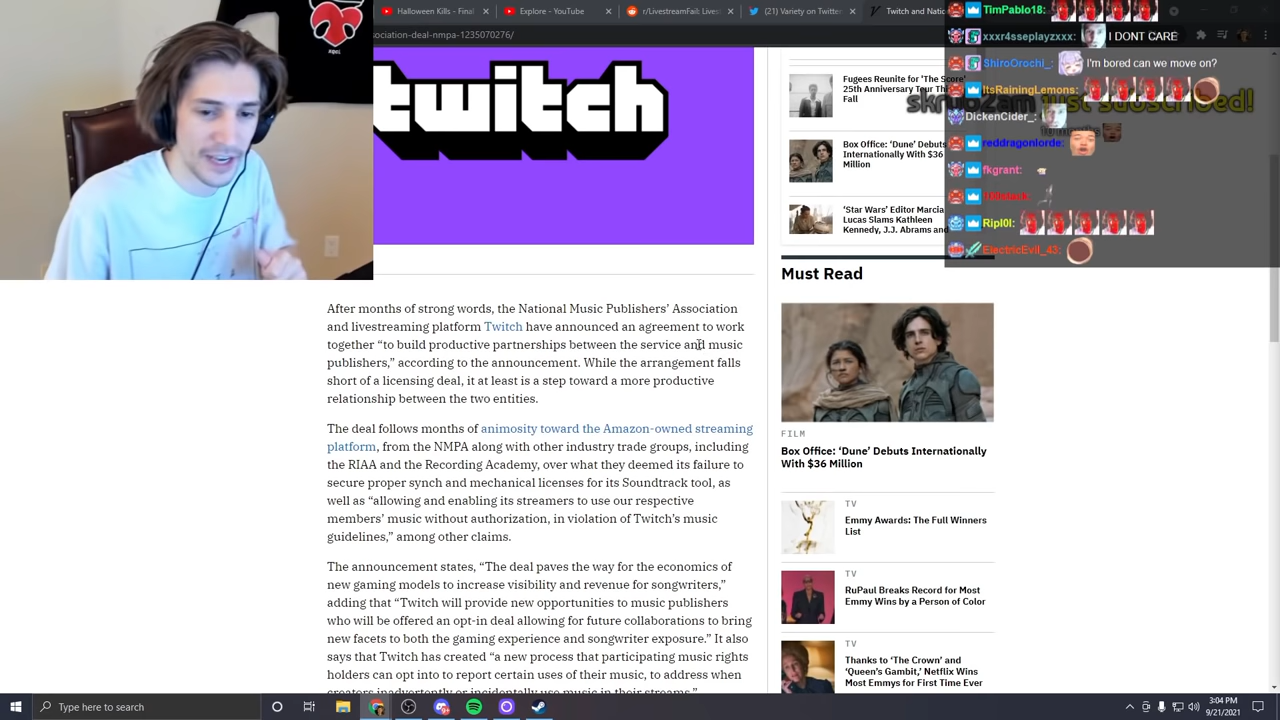 Halloween Kills - Final
Explore - YouTube
r/LivestreamFail: Lives
(21) Variety on Twitter
Twitch and Nation
sociation-deal-nmpa-1235070276/
TimPablo18:
xxxr4sseplayzxxx: I DONT CARE
ShiroOrochi_: I'm bored can we move on?
ItsRainingLemons:
DickenCider_:
reddragonlorde:
fkgrant:
Ripl0l:
ElectricEvil_43:
just subscribed!
twitch
Fugees Reunite for 'The Score'
25th Anniversary Tour Th
Fall
Box Office: ‘Dune’ Debuts
Internationally With $36
Million
‘Star Wars’ Editor Marcia
Lucas Slams Kathleen
Kennedy, J.J. Abrams and
After months of strong words, the National Music Publishers’ Association
and livestreaming platform Twitch have announced an agreement to work
together “to build productive partnerships between the service and music
publishers,” according to the announcement. While the arrangement falls
short of a licensing deal, it at least is a step toward a more productive
relationship between the two entities.
The deal follows months of animosity toward the Amazon-owned streaming
platform, from the NMPA along with other industry trade groups, including
the RIAA and the Recording Academy, over what they deemed its failure to
secure proper synch and mechanical licenses for its Soundtrack tool, as
well as “allowing and enabling its streamers to use our respective
members’ music without authorization, in violation of Twitch’s music
guidelines,” among other claims.
The announcement states, “The deal paves the way for the economics of
new gaming models to increase visibility and revenue for songwriters,”
adding that “Twitch will provide new opportunities to music publishers
who will be offered an opt-in deal allowing for future collaborations to bring
new facets to both the gaming experience and songwriter exposure.” It also
says that Twitch has created “a new process that participating music rights
holders can opt into to report certain uses of their music, to address when
creators inadvertently or incidentally use music in their streams.”
Must Read
FILM
Box Office: ‘Dune’ Debuts Internationally
With $36 Million
TV
Emmy Awards: The Full Winners
List
TV
RuPaul Breaks Record for Most
Emmy Wins by a Person of Color
TV
Thanks to ‘The Crown’ and
‘Queen’s Gambit,’ Netflix Wins
Most Emmys for First Time Ever
Type here to search
3:04 PM
9/21/2021